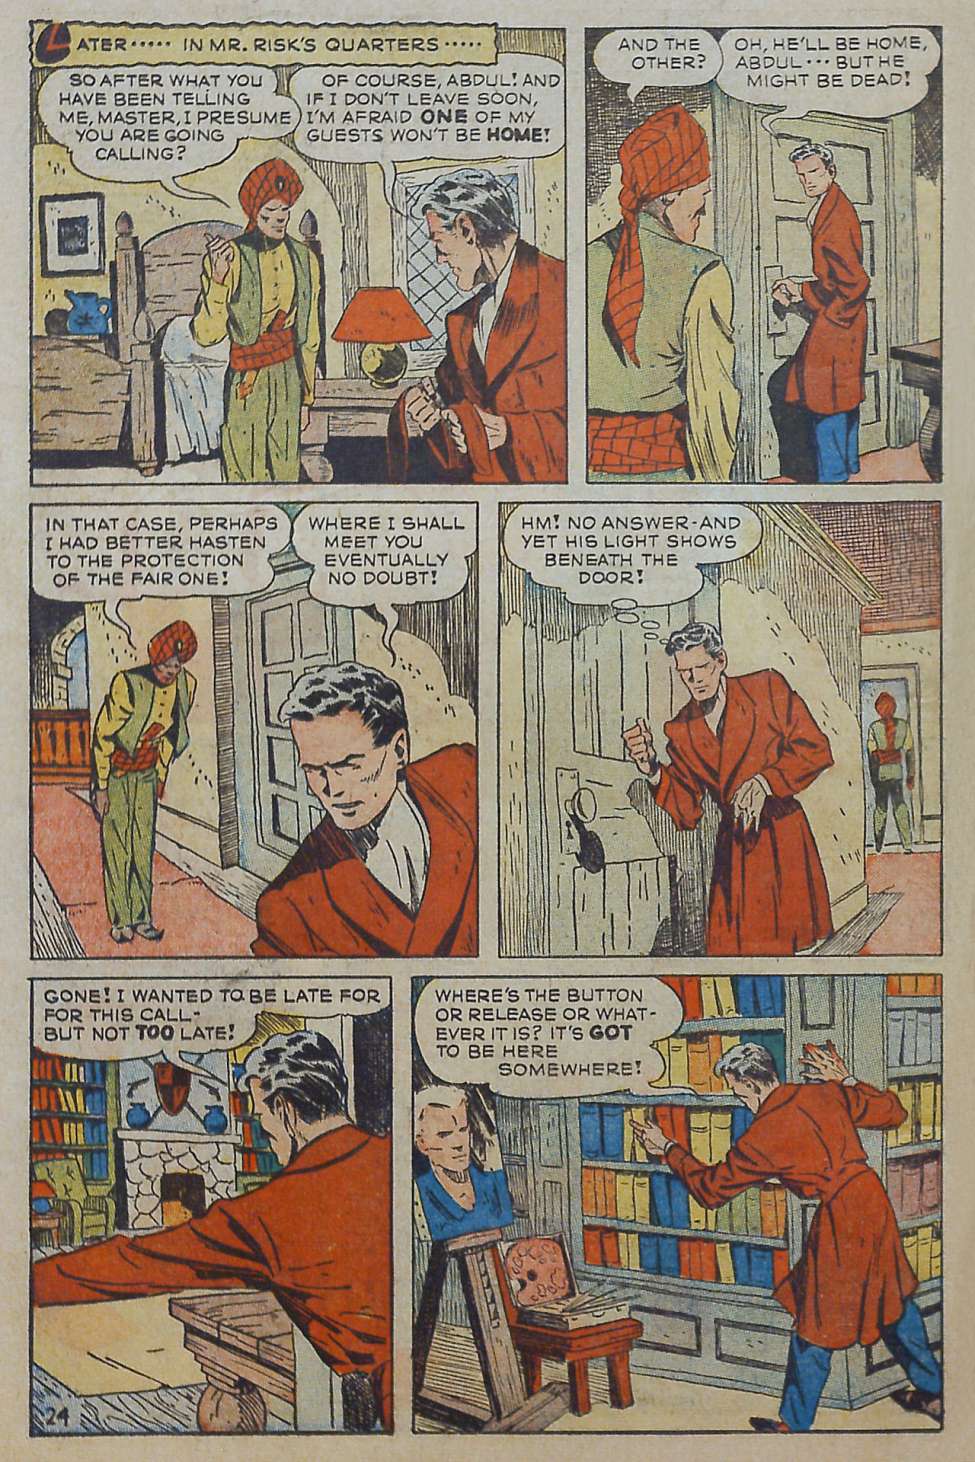 LATER ····· IN MR. RISK'S QUARTERS ·····
SO AFTER WHAT YOU
HAVE BEEN TELLING
ME, MASTER, I PRESUME
YOU ARE GOING
CALLING?
OF COURSE, ABDUL! AND
IF I DON'T LEAVE SOON,
I'M AFRAID ONE OF MY
GUESTS WON'T BE HOME!
AND THE
OTHER?
OH, HE'LL BE HOME,
ABDUL··· BUT HE
MIGHT BE DEAD!
IN THAT CASE, PERHAPS
I HAD BETTER HASTEN
TO THE PROTECTION
OF THE FAIR ONE!
WHERE I SHALL
MEET YOU
EVENTUALLY
NO DOUBT!
HM! NO ANSWER-AND
YET HIS LIGHT SHOWS
BENEATH THE
DOOR!
GONE! I WANTED TO BE LATE FOR
FOR THIS CALL-
BUT NOT TOO LATE!
WHERE'S THE BUTTON
OR RELEASE OR WHAT-
EVER IT IS? IT'S GOT
TO BE HERE
SOMEWHERE!
24